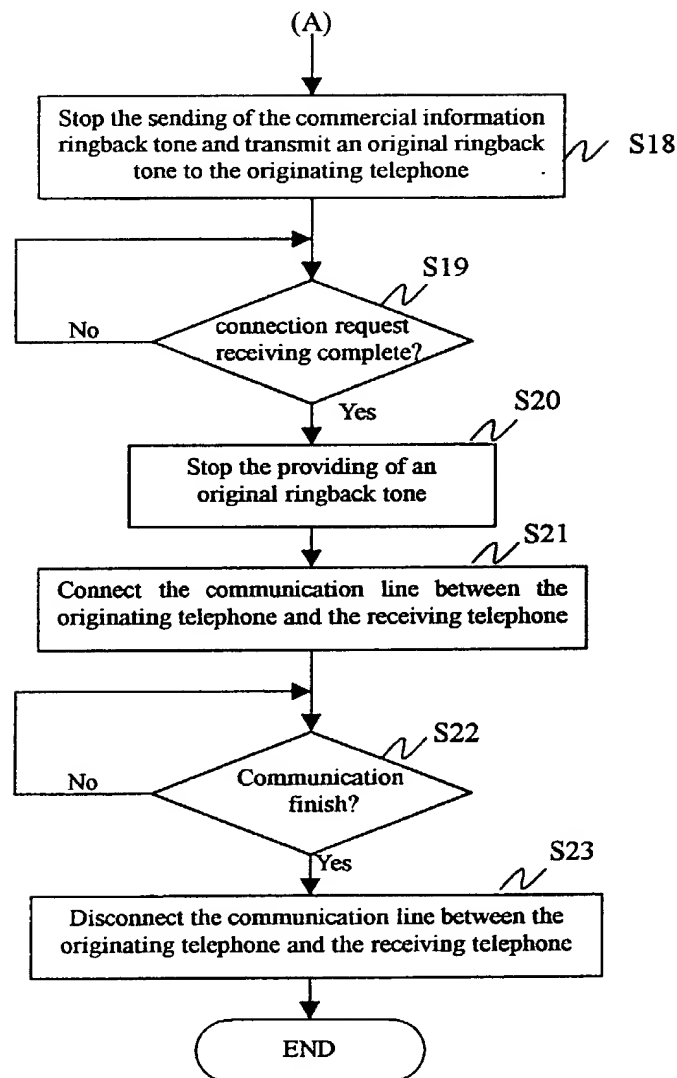 (A)
Stop the sending of the commercial information
ringback tone and transmit an original ringback
tone to the originating telephone
S18
S19
connection request
receiving complete?
No
Yes
S20
Stop the providing of an
original ringback tone
S21
Connect the communication line between the
originating telephone and the receiving telephone
S22
Communication
finish?
No
Yes
S23
Disconnect the communication line between the
originating telephone and the receiving telephone
END